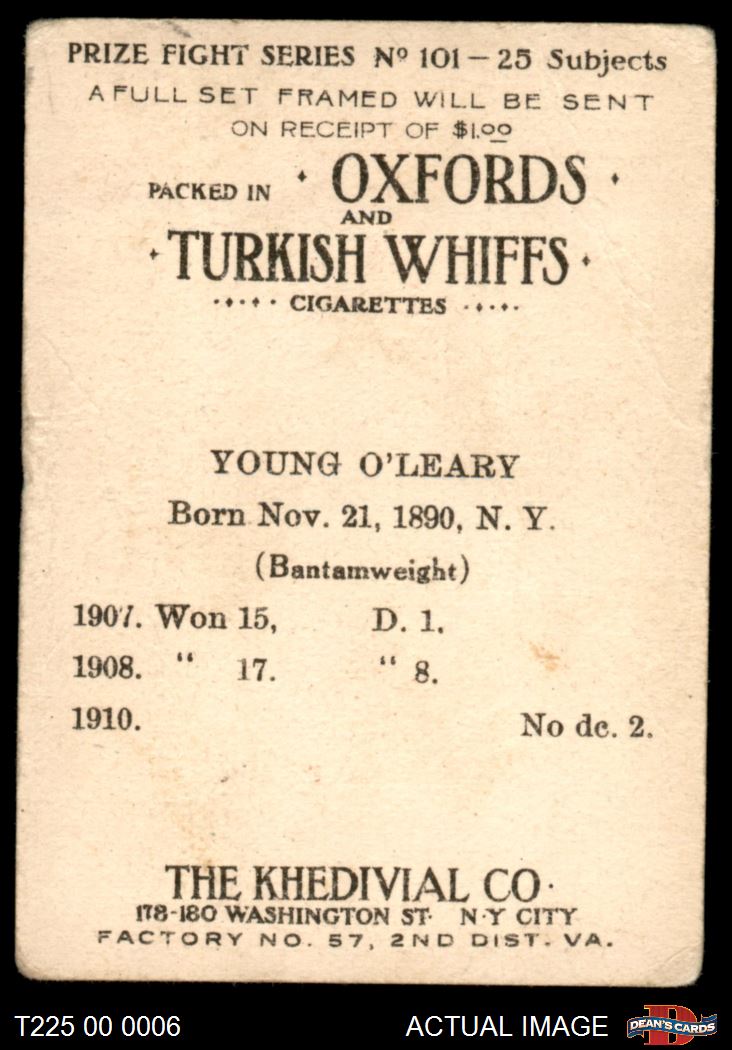 PRIZE FIGHT SERIES Nº 101 – 25 Subjects
A FULL SET FRAMED WILL BE SENT
ON RECEIPT OF $1.00
PACKED IN · OXFORDS ·
AND
· TURKISH WHIFFS ·
CIGARETTES
YOUNG O'LEARY
Born Nov. 21, 1890, N. Y.
(Bantamweight)
1907. Won 15, D. 1.
1908. “ 17. “ 8.
1910. No dc. 2.
THE KHEDIVIAL CO.
178-180 WASHINGTON ST. N.Y CITY
FACTORY NO. 57, 2ND DIST. VA.
T225 00 0006 ACTUAL IMAGE DEAN'S CARDS